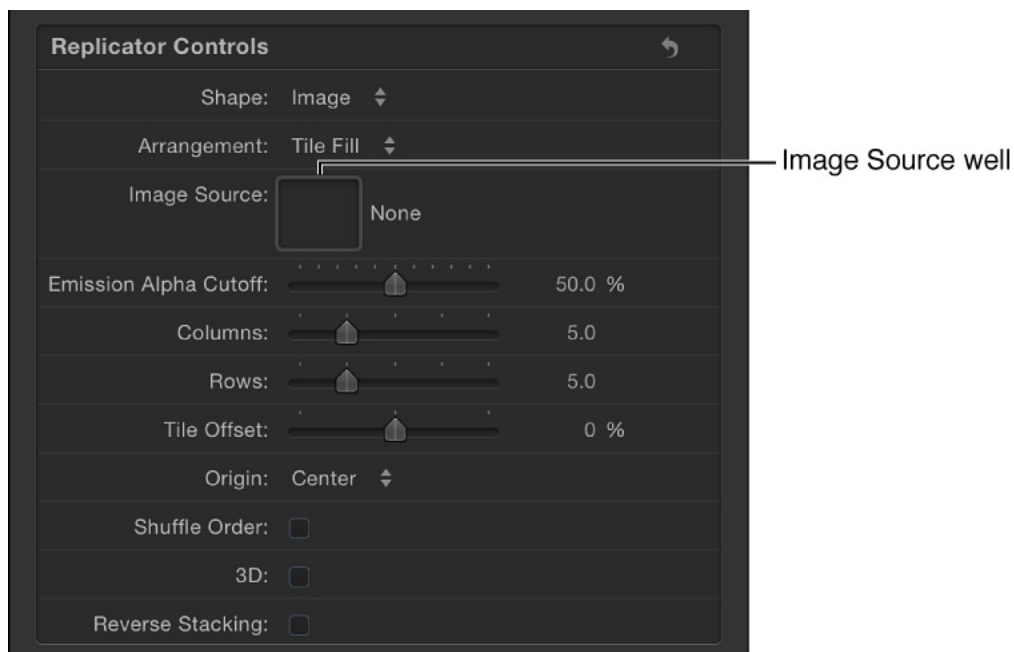 Replicator Controls
Shape: Image
Arrangement: Tile Fill
Image Source well
Image Source: None
Emission Alpha Cutoff: 50.0 %
Columns: 5.0
Rows: 5.0
Tile Offset: 0 %
Origin: Center
Shuffle Order:
3D:
Reverse Stacking: